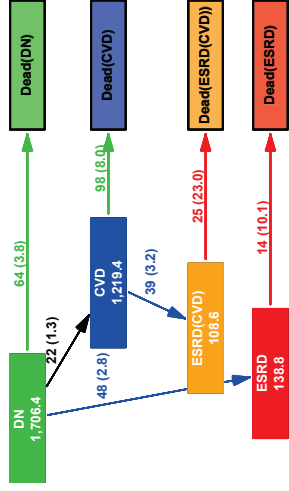 DN
1,706.4
64 (3.8)
Dead(DN)
22 (1.3)
CVD
1,219.4
98 (8.0)
Dead(CVD)
48 (2.8)
39 (3.2)
ESRD(CVD)
108.6
25 (23.0)
Dead(ESRD(CVD))
ESRD
138.8
14 (10.1)
Dead(ESRD)